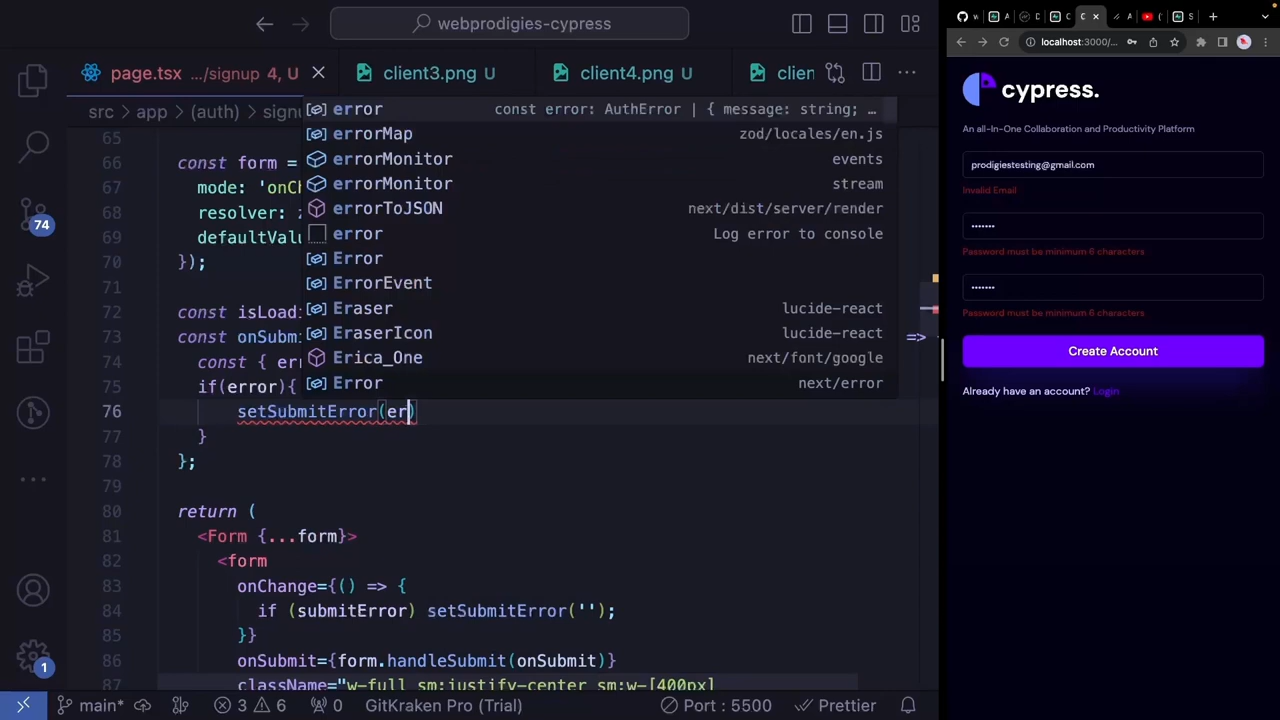 webprodigies-cypress
page.tsx .../signup 4, U
client3.png U
client4.png U
clien
src > app > (auth) > signu
65
66 const form =
67 mode: 'onCh
68 resolver: z
69 defaultValu
70 });
71
72 const isLoadi
73 const onSubmi =>
74 const { err
75 if(error){
76 setSubmitError(er)
77 }
78 };
79
80 return (
81 <Form {...form}>
82 <form
83 onChange={() => {
84 if (submitError) setSubmitError('');
85 }}
86 onSubmit={form.handleSubmit(onSubmit)}
87 className="w-full sm:justify-center sm:w-[400px]
error const error: AuthError | { message: string; …
errorMap zod/locales/en.js
errorMonitor events
errorMonitor stream
errorToJSON next/dist/server/render
error Log error to console
Error
ErrorEvent
Eraser lucide-react
EraserIcon lucide-react
Erica_One next/font/google
Error next/error
74
1
main* 3 6 0 GitKraken Pro (Trial) Port : 5500 Prettier
localhost:3000/...
cypress.
An all-In-One Collaboration and Productivity Platform
prodigiestesting@gmail.com
Invalid Email
•••••••
Password must be minimum 6 characters
•••••••
Password must be minimum 6 characters
Create Account
Already have an account? Login